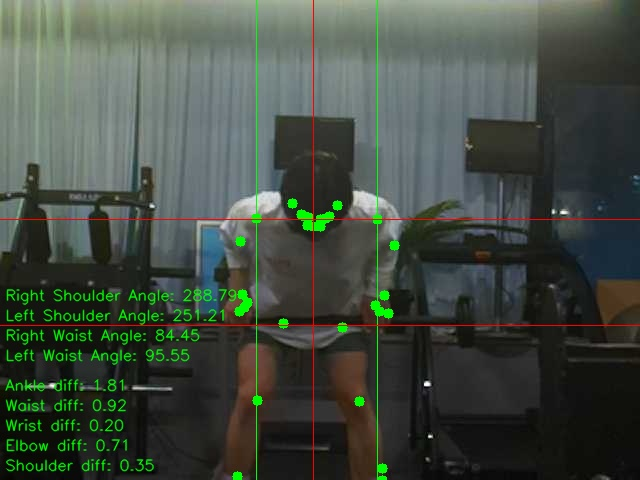 Right Shoulder Angle: 288.79
Left Shoulder Angle: 251.21
Right Waist Angle: 84.45
Left Waist Angle: 95.55
Ankle diff: 1.81
Waist diff: 0.92
Wrist diff: 0.20
Elbow diff: 0.71
Shoulder diff: 0.35